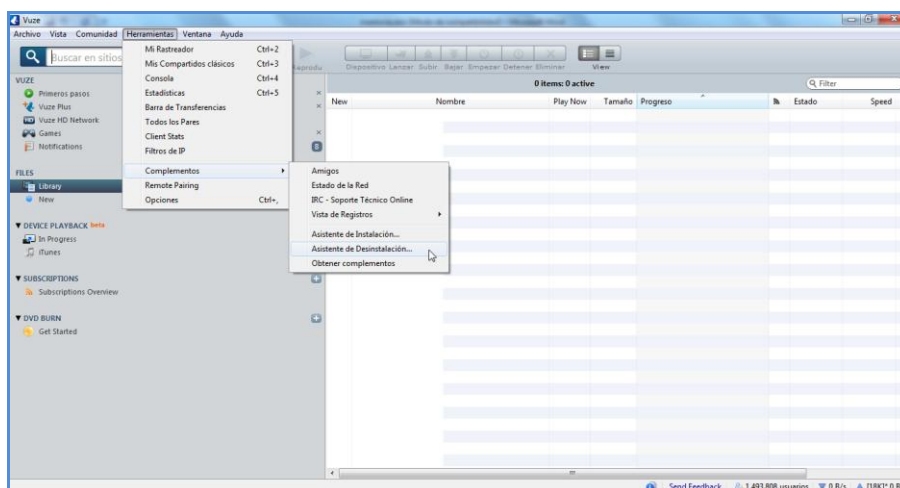 Vuze
Archivo Vista Comunidad Herramientas Ventana Ayuda
Buscar en sitios
Mi Rastreador Ctrl+2
Mis Compartidos clásicos Ctrl+3
Consola Ctrl+4
Estadísticas Ctrl+5
Barra de Transferencias
Todos los Pares
Client Stats
Filtros de IP
Complementos
Remote Pairing
Opciones Ctrl+,
Amigos
Estado de la Red
IRC - Soporte Técnico Online
Vista de Registros
Asistente de Instalación...
Asistente de Desinstalación...
Obtener complementos
Dispositivo Lanzar Subir Bajar Empezar Detener Eliminar View
0 items: 0 active
Filter
New Nombre Play Now Tamaño Progreso Estado Speed
VUZE
Primeros pasos
Vuze Plus
Vuze HD Network
Games
Notifications
FILES
Library
New
DEVICE PLAYBACK beta
In Progress
iTunes
SUBSCRIPTIONS
Subscriptions Overview
DVD BURN
Get Started
Send Feedback 1,493,808 usuarios 0 B/s